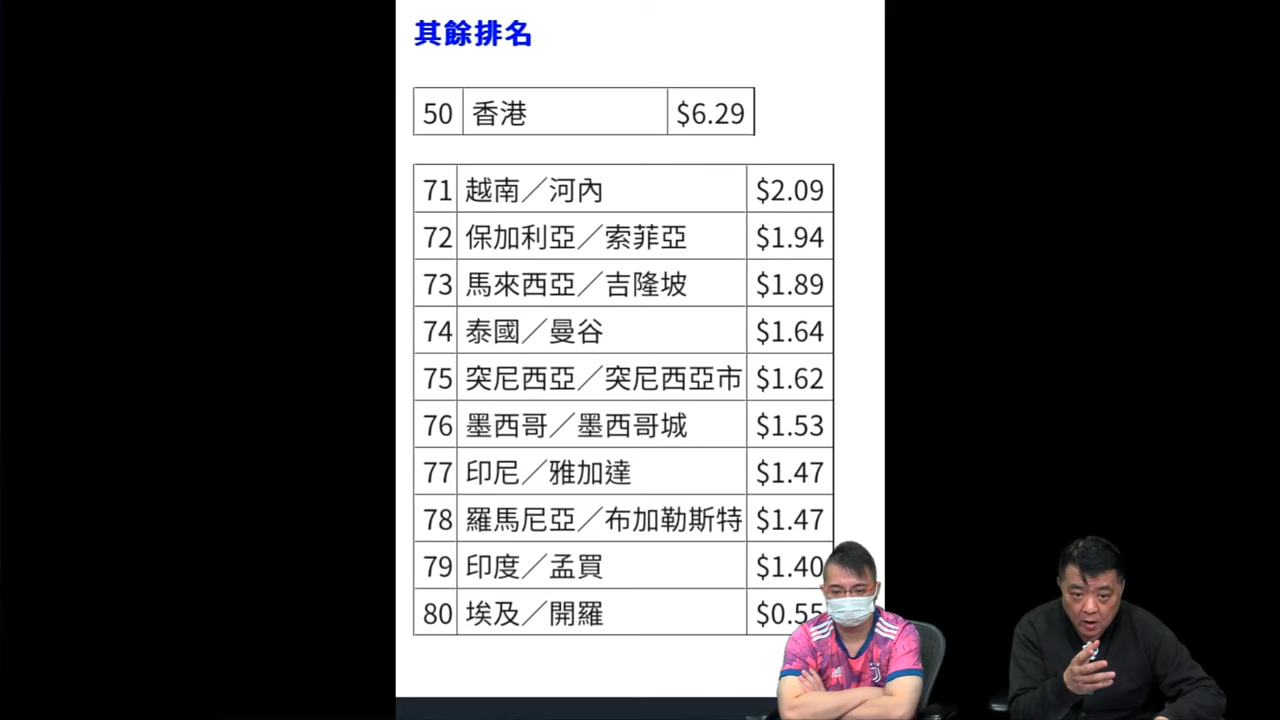 其餘排名
50 香港 $6.29
71 越南／河內 $2.09
72 保加利亞／索菲亞 $1.94
73 馬來西亞／吉隆坡 $1.89
74 泰國／曼谷 $1.64
75 突尼西亞／突尼西亞市 $1.62
76 墨西哥／墨西哥城 $1.53
77 印尼／雅加達 $1.47
78 羅馬尼亞／布加勒斯特 $1.47
79 印度／孟買 $1.40
80 埃及／開羅 $0.55